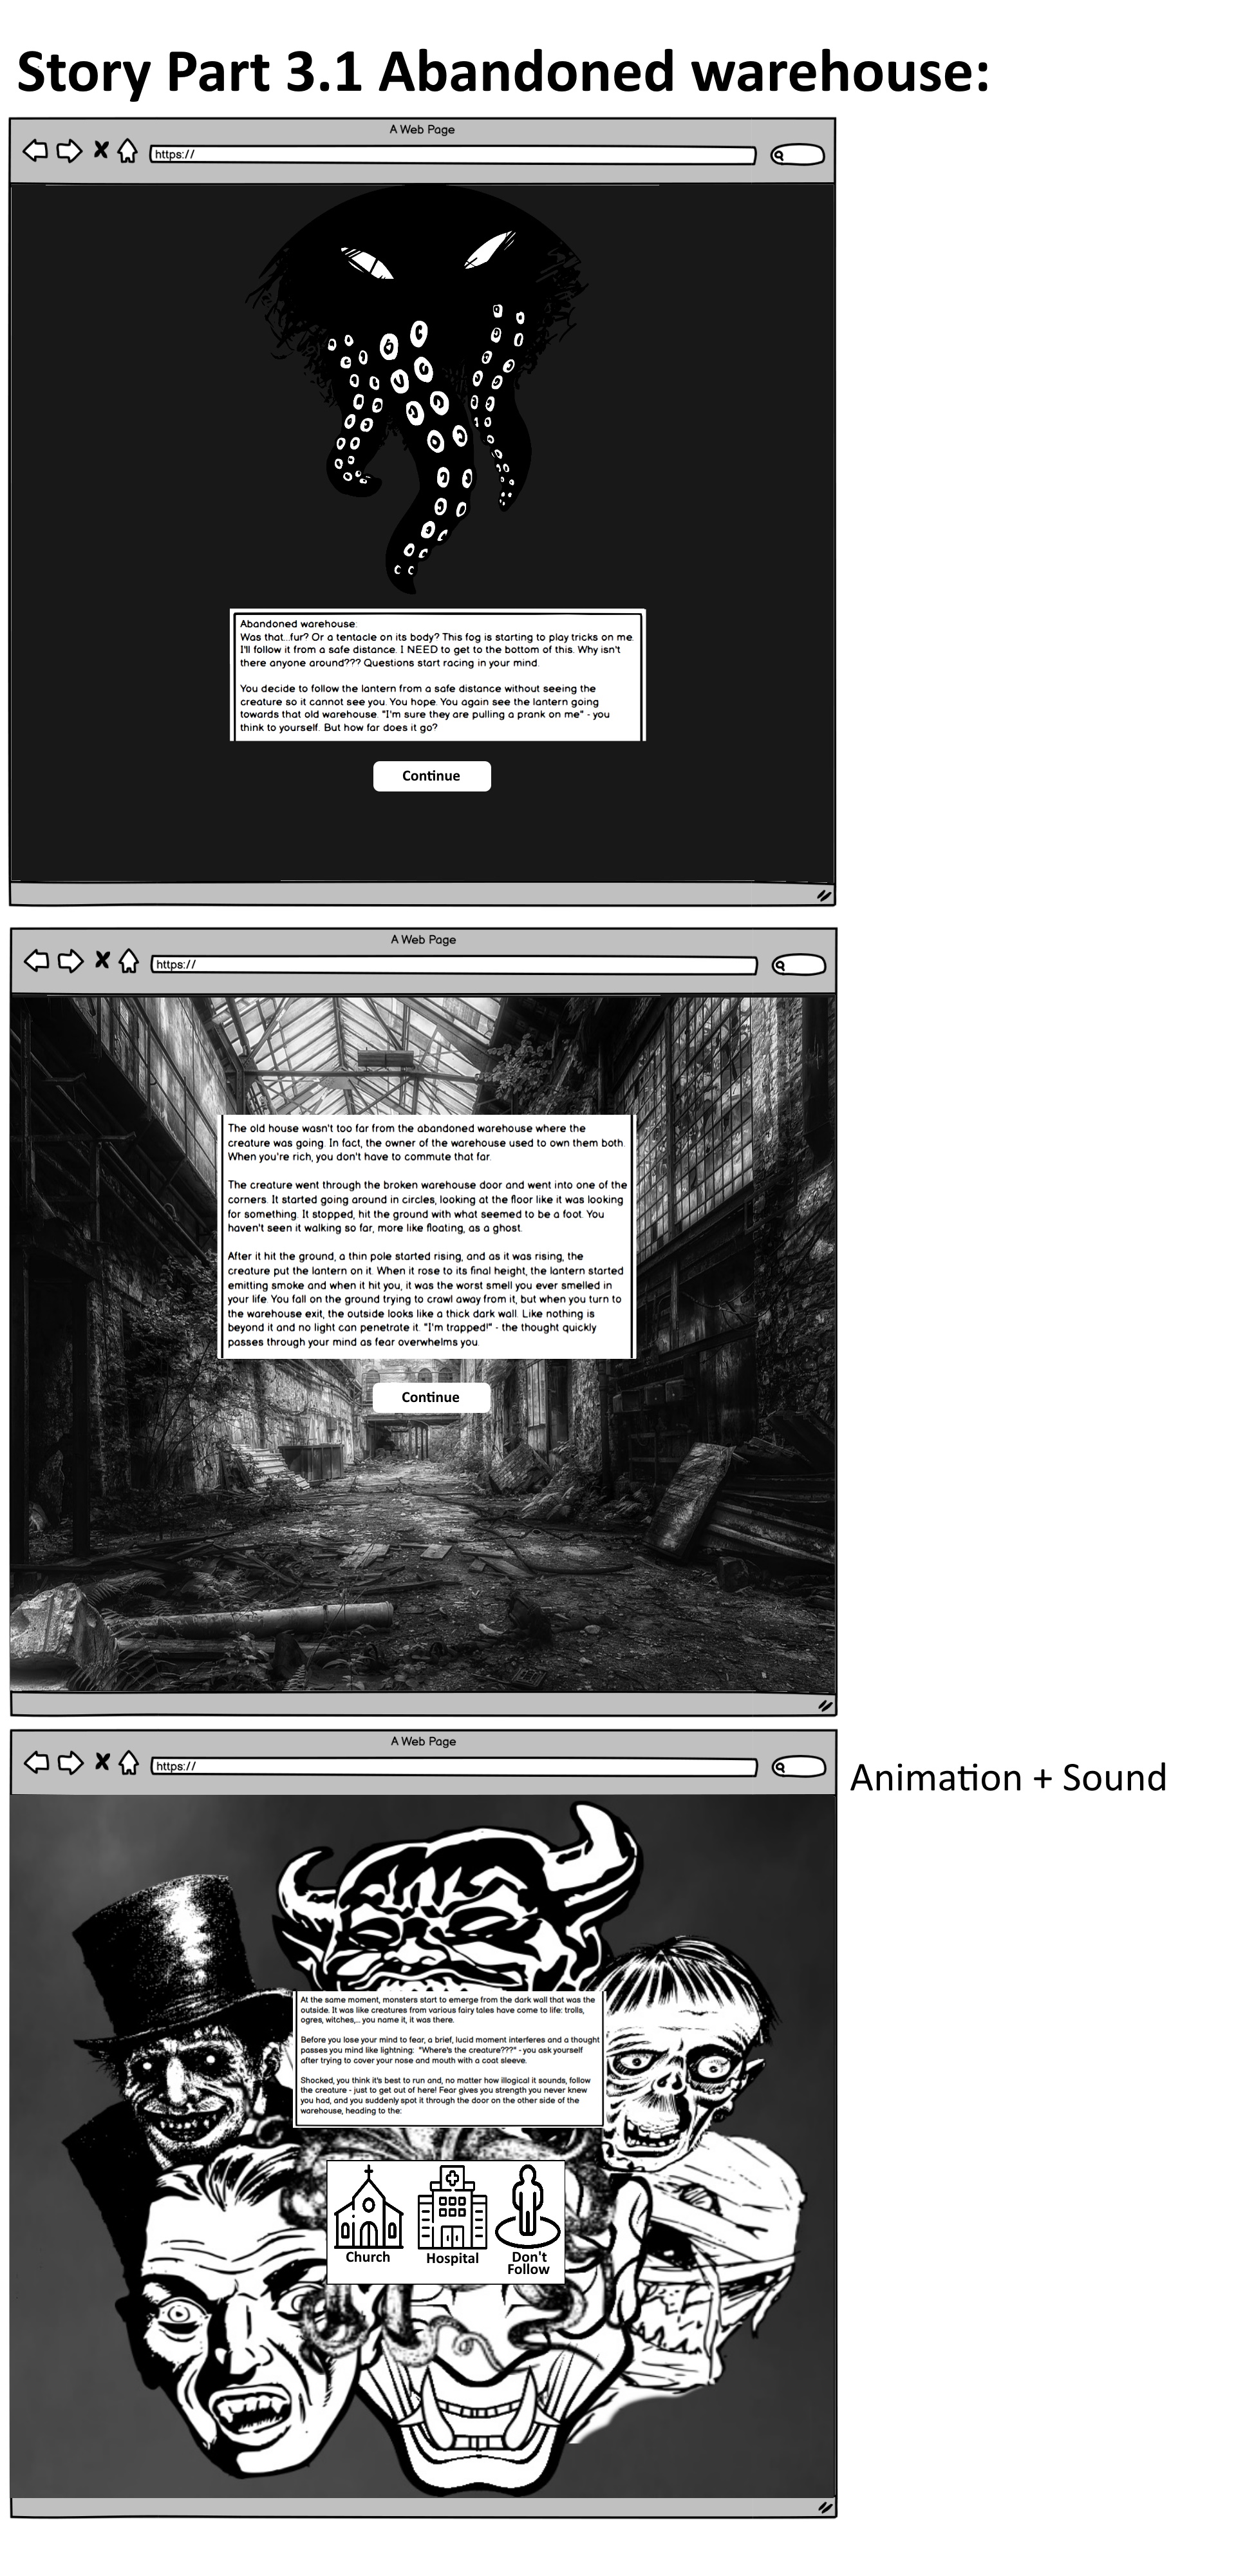 Story Part 3.1 Abandoned warehouse:
A Web Page
https://
Abandoned warehouse:
Was that...fur? Or a tentacle on its body? This fog is starting to play tricks on me.
I'll follow it from a safe distance. I NEED to get to the bottom of this. Why isn't
there anyone around??? Questions start racing in your mind.
You decide to follow the lantern from a safe distance without seeing the
creature so it cannot see you. You hope. You again see the lantern going
towards that old warehouse. "I'm sure they are pulling a prank on me" - you
think to yourself. But how far does it go?
Continue
A Web Page
https://
The old house wasn't too far from the abandoned warehouse where the
creature was going. In fact, the owner of the warehouse used to own them both.
When you're rich, you don't have to commute that far.
The creature went through the broken warehouse door and went into one of the
corners. It started going around in circles, looking at the floor like it was looking
for something. It stopped, hit the ground with what seemed to be a foot. You
haven't seen it walking so far, more like floating, as a ghost.
After it hit the ground, a thin pole started rising, and as it was rising, the
creature put the lantern on it. When it rose to its final height, the lantern started
emitting smoke and when it hit you, it was the worst smell you ever smelled in
your life. You fall on the ground trying to crawl away from it, but when you turn to
the warehouse exit, the outside looks like a thick dark wall. Like nothing is
beyond it and no light can penetrate it. "I'm trapped!" - the thought quickly
passes through your mind as fear overwhelms you.
Continue
A Web Page
https://
Animation + Sound
At the same moment, monsters start to emerge from the dark wall that was the
outside. It was like creatures from various fairy tales have come to life: trolls,
ogres, witches,... you name it, it was there.
Before you lose your mind to fear, a brief, lucid moment interferes and a thought
passes you mind like lightning: "Where's the creature???" - you ask yourself
after trying to cover your nose and mouth with a coat sleeve.
Shocked, you think it's best to run and, no matter how illogical it sounds, follow
the creature - just to get out of here! Fear gives you strength you never knew
you had, and you suddenly spot it through the door on the other side of the
warehouse, heading to the:
Church
Hospital
Don't
Follow